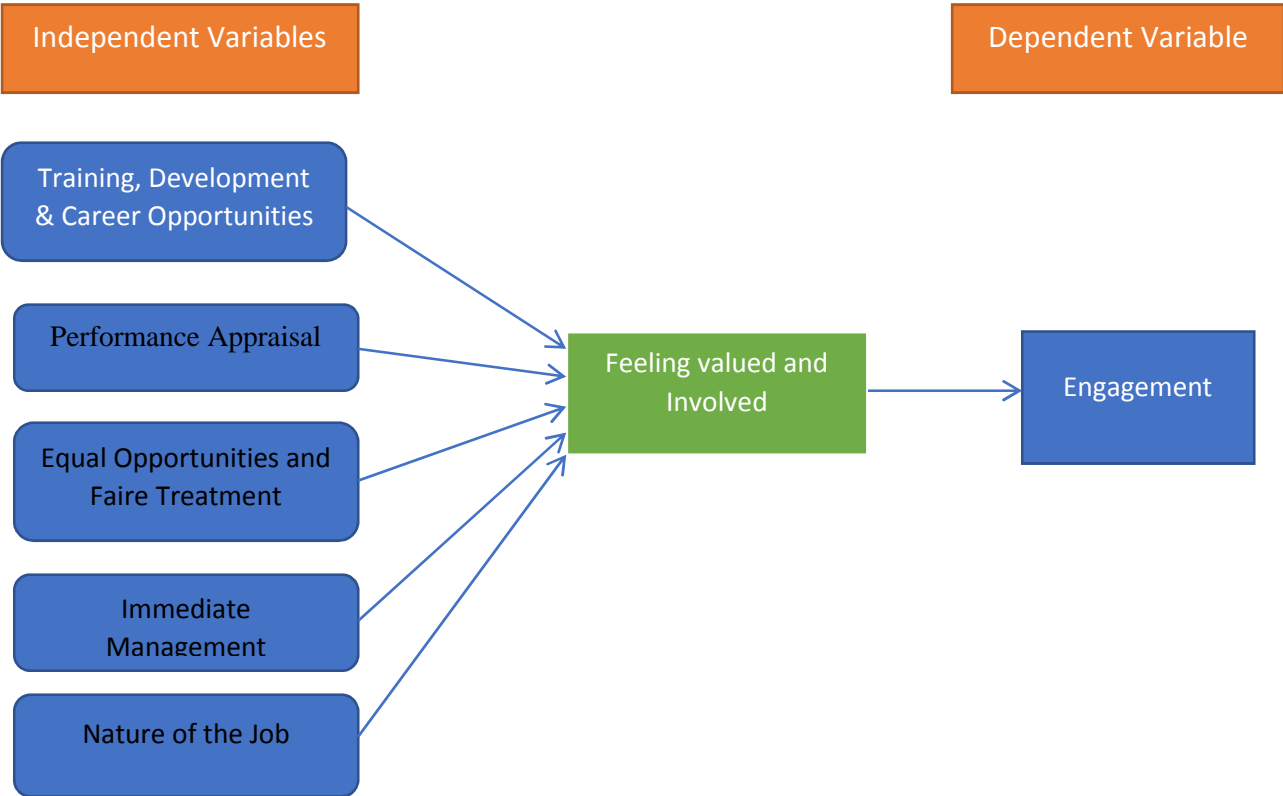 Independent Variables
Dependent Variable
Training, Development
& Career Opportunities
Performance Appraisal
Equal Opportunities and
Faire Treatment
Immediate
Management
Nature of the Job
Feeling valued and
Involved
Engagement